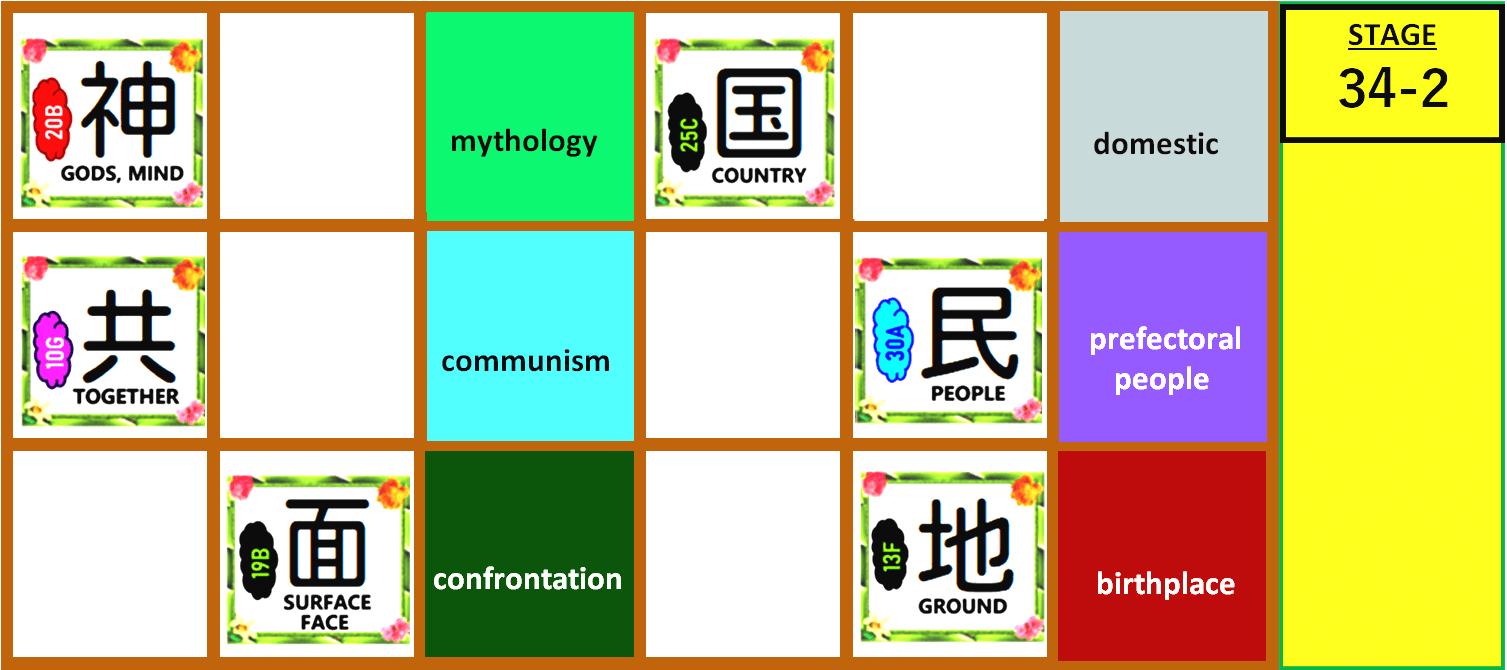 20B
神
GODS, MIND
mythology
25C
国
COUNTRY
domestic
STAGE
34-2
10G
共
TOGETHER
communism
30A
民
PEOPLE
prefectoral
people
19B
面
SURFACE
FACE
confrontation
13F
地
GROUND
birthplace